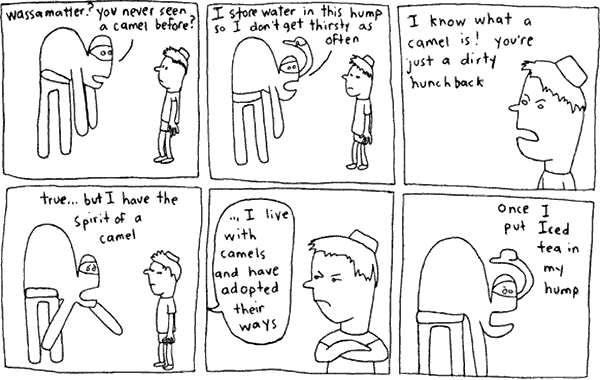 wassamatter? you never seen
a camel before?
I store water in this hump
so I don't get thirsty as
often
I know what a
camel is! you're
just a dirty
hunchback
true... but I have the
spirit of a
camel
... I live
with
camels
and have
adopted
their
ways
once I
put Iced
tea in
my
hump